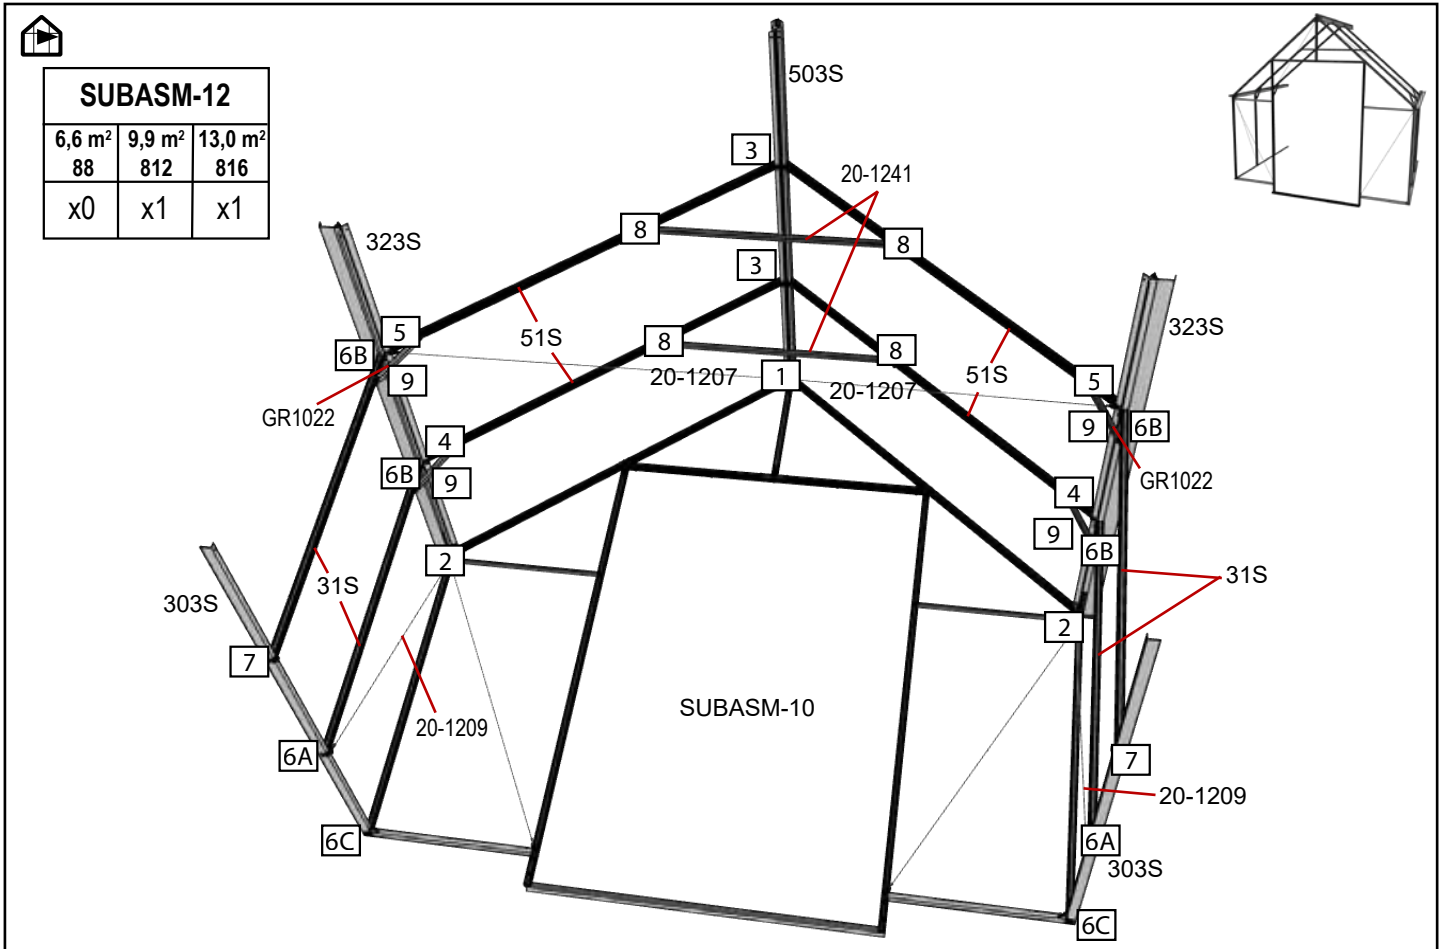 SUBASM-12
6,6 m² 9,9 m² 13,0 m²
88 812 816
x0 x1 x1
503S
3
20-1241
8
8
323S
3
323S
5
51S
8
8
6B
20-1207
1
20-1207
51S
5
9
GR1022
9
6B
4
6B
9
4
GR1022
9
6B
2
31S
31S
303S
2
7
SUBASM-10
20-1209
7
6A
20-1209
6C
6A
303S
6C